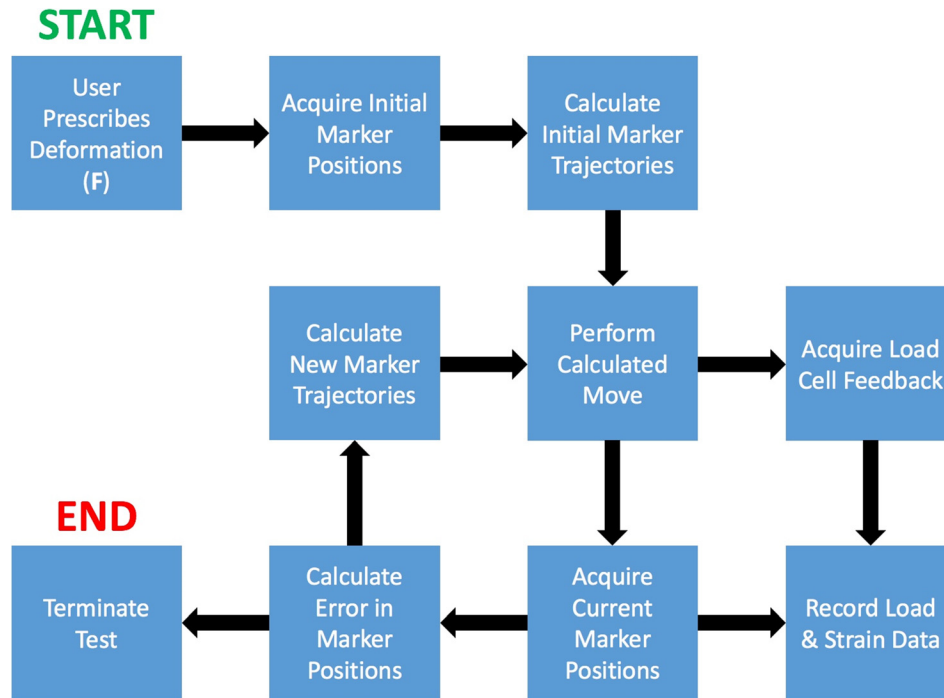 START
User
Prescribes
Deformation
(F)
Acquire Initial
Marker
Positions
Calculate
Initial Marker
Trajectories
Calculate
New Marker
Trajectories
Perform
Calculated
Move
Acquire Load
Cell Feedback
END
Terminate
Test
Calculate
Error in
Marker
Positions
Acquire
Current
Marker
Positions
Record Load
& Strain Data